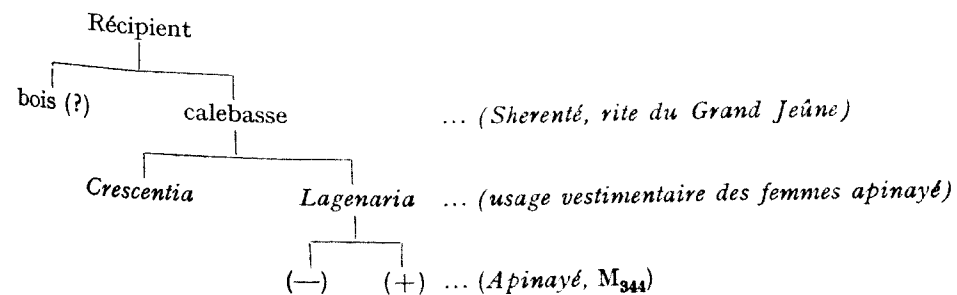 Récipient
bois (?)
calebasse ... (Sherenté, rite du Grand Jeûne)
Crescentia
Lagenaria ... (usage vestimentaire des femmes apinayé)
(—) (+) ... (Apinayé, M₃₄₄)